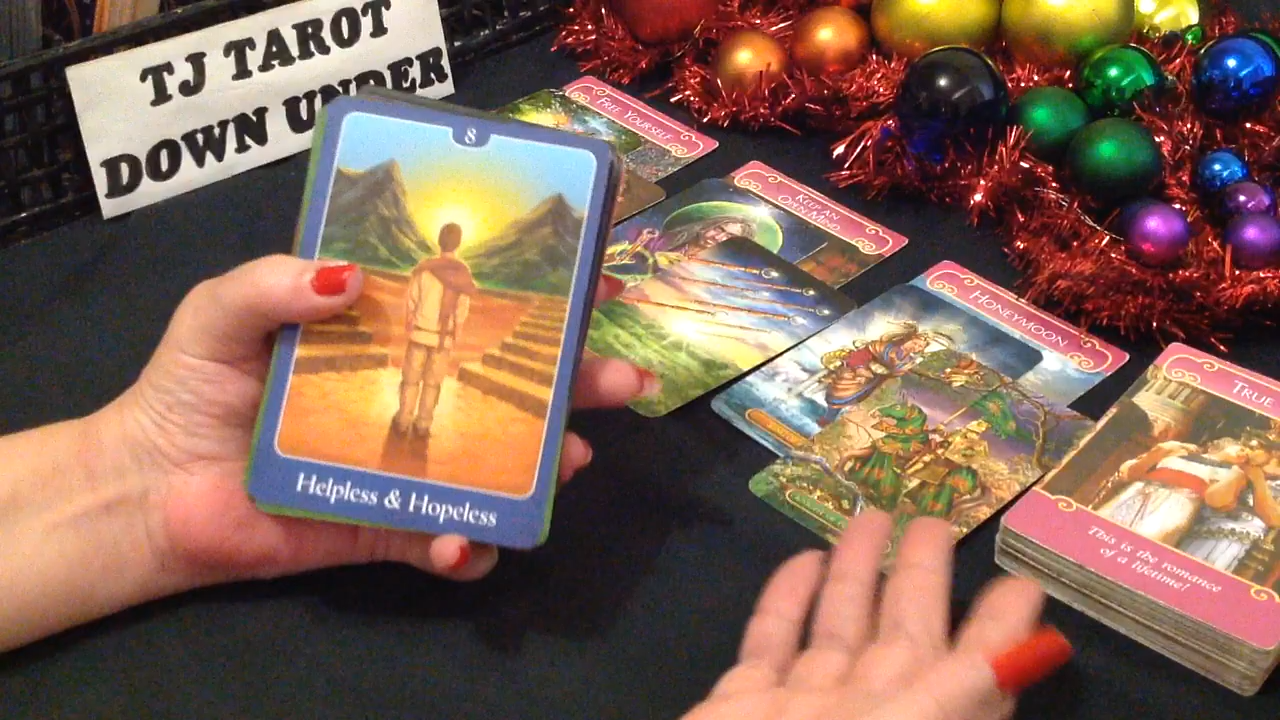 TJ TAROT
DOWN UNDER
8
Helpless & Hopeless
FREE YOURSELF
KEEP AN
OPEN MIND
HONEYMOON
TRUE
This is the romance
of a lifetime!